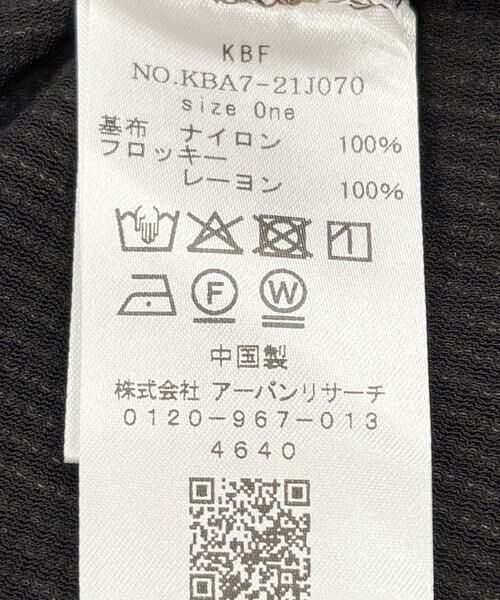 KBF
NO.KBA7-21J070
size One
基布 ナイロン 100%
フロッキー
レーヨン 100%
F W
中国製
株式会社 アーバンリサーチ
0120-967-013
4640